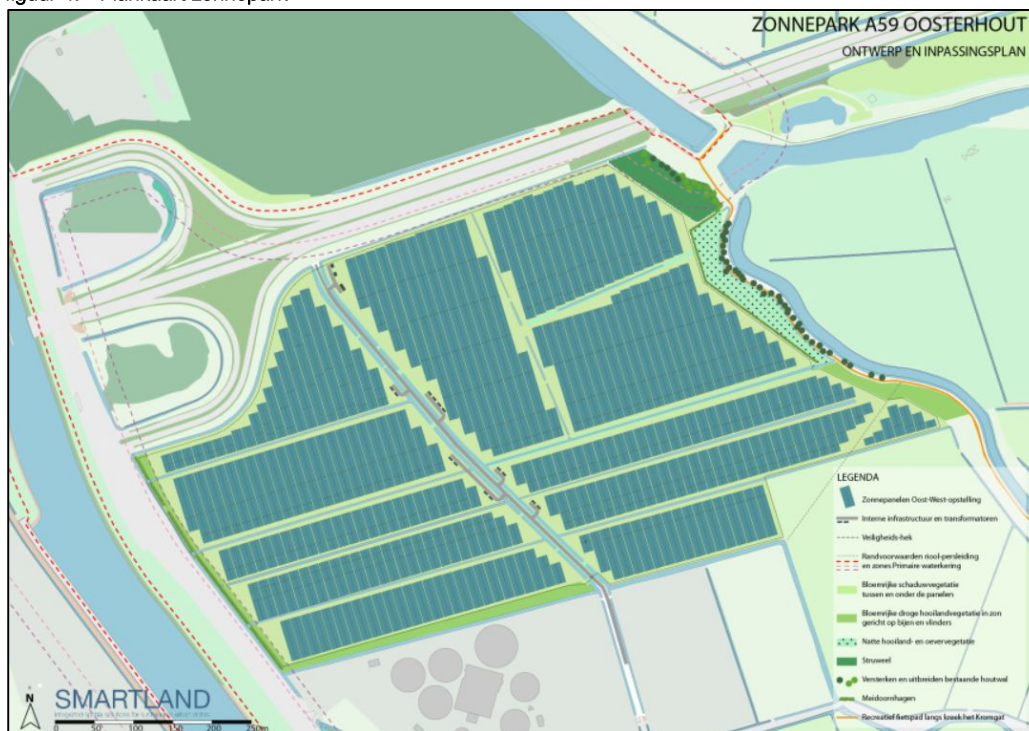 ZONNEPARK A59 OOSTERHOUT
ONTWERP EN INPASSINGSPLAN
LEGENDA
Zonnepanelen Oost-West-opstelling
Interne infrastructuur en transformatoren
Veiligheids-hek
Randvoorwaarden riool-persleiding
en zones Primaire waterkering
Bloemrijke schaduwvegetatie
tussen en onder de panelen
Bloemrijke droge hooilandvegetatie in zon
gericht op bijen en vlinders
Natte hooiland- en oevervegetatie
Struweel
Versterken en uitbreiden bestaande houtwal
Meidoornhagen
Recreatief fietspad langs kreek het Kromgat
N
SMARTLAND
0 50 100 150 200 250m